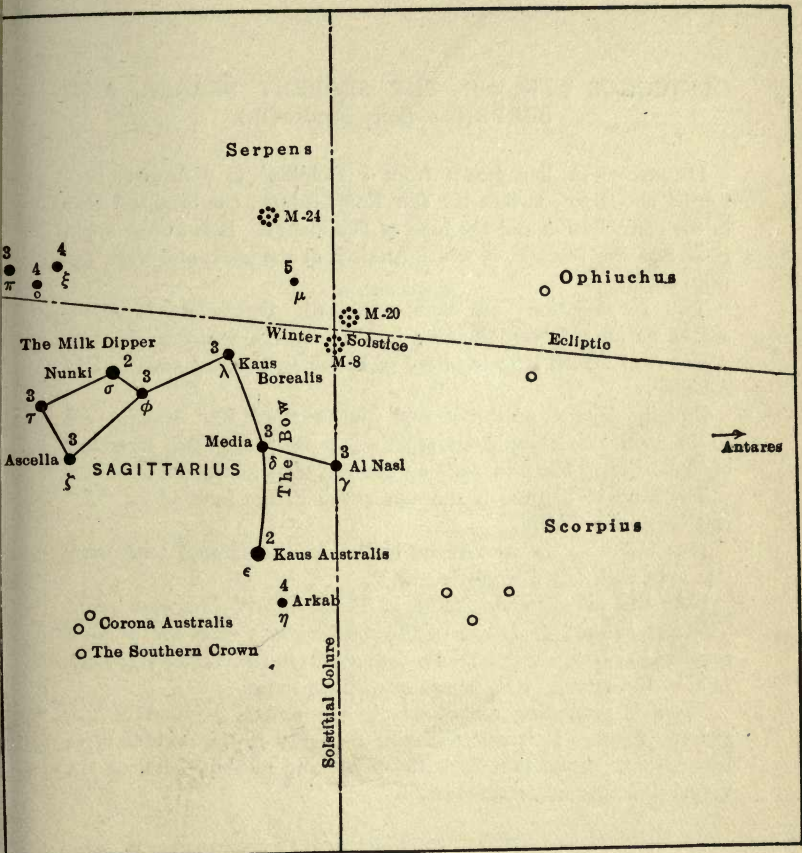 Serpens
M-24
3
4
4
5
π
ο
ξ
μ
Ophiuchus
M-20
Winter Solstice
Ecliptic
M-8
The Milk Dipper
Nunki
2
σ
3
φ
3
λ
Kaus
Borealis
3
τ
3
Ascella
ζ
SAGITTARIUS
Media
3
δ
The Bow
3
Al Nasl
γ
Antares
Scorpius
2
Kaus Australis
ε
4
Arkab
η
Corona Australis
The Southern Crown
Solstitial Colure